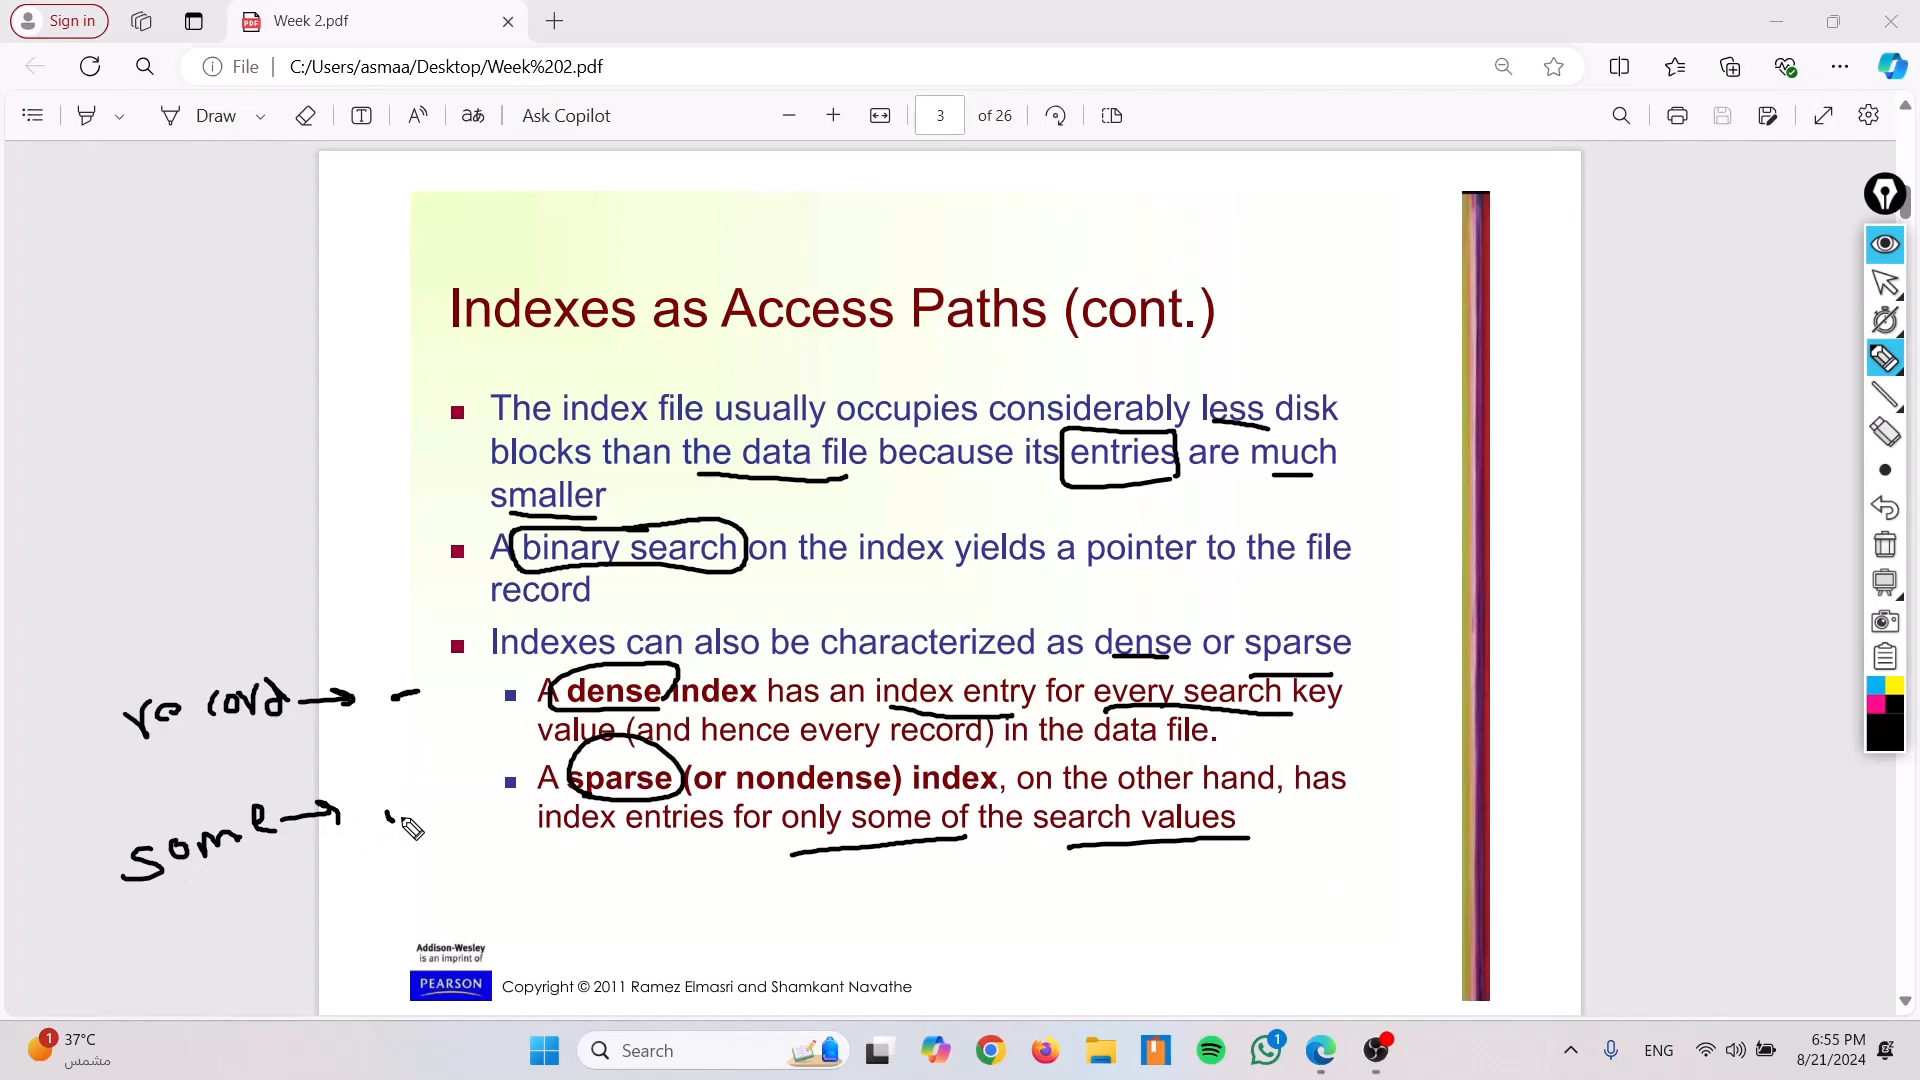 Sign in
Week 2.pdf
File
C:/Users/asmaa/Desktop/Week%202.pdf
Draw
aあ
Ask Copilot
3 of 26
Indexes as Access Paths (cont.)
The index file usually occupies considerably less disk
blocks than the data file because its entries are much
smaller
A binary search on the index yields a pointer to the file
record
Indexes can also be characterized as dense or sparse
A dense index has an index entry for every search key
value (and hence every record) in the data file.
A sparse (or nondense) index, on the other hand, has
index entries for only some of the search values
record
some
Addison-Wesley
is an imprint of
PEARSON
Copyright © 2011 Ramez Elmasri and Shamkant Navathe
1
37°C
مشمس
Search
1
ENG
6:55 PM
8/21/2024